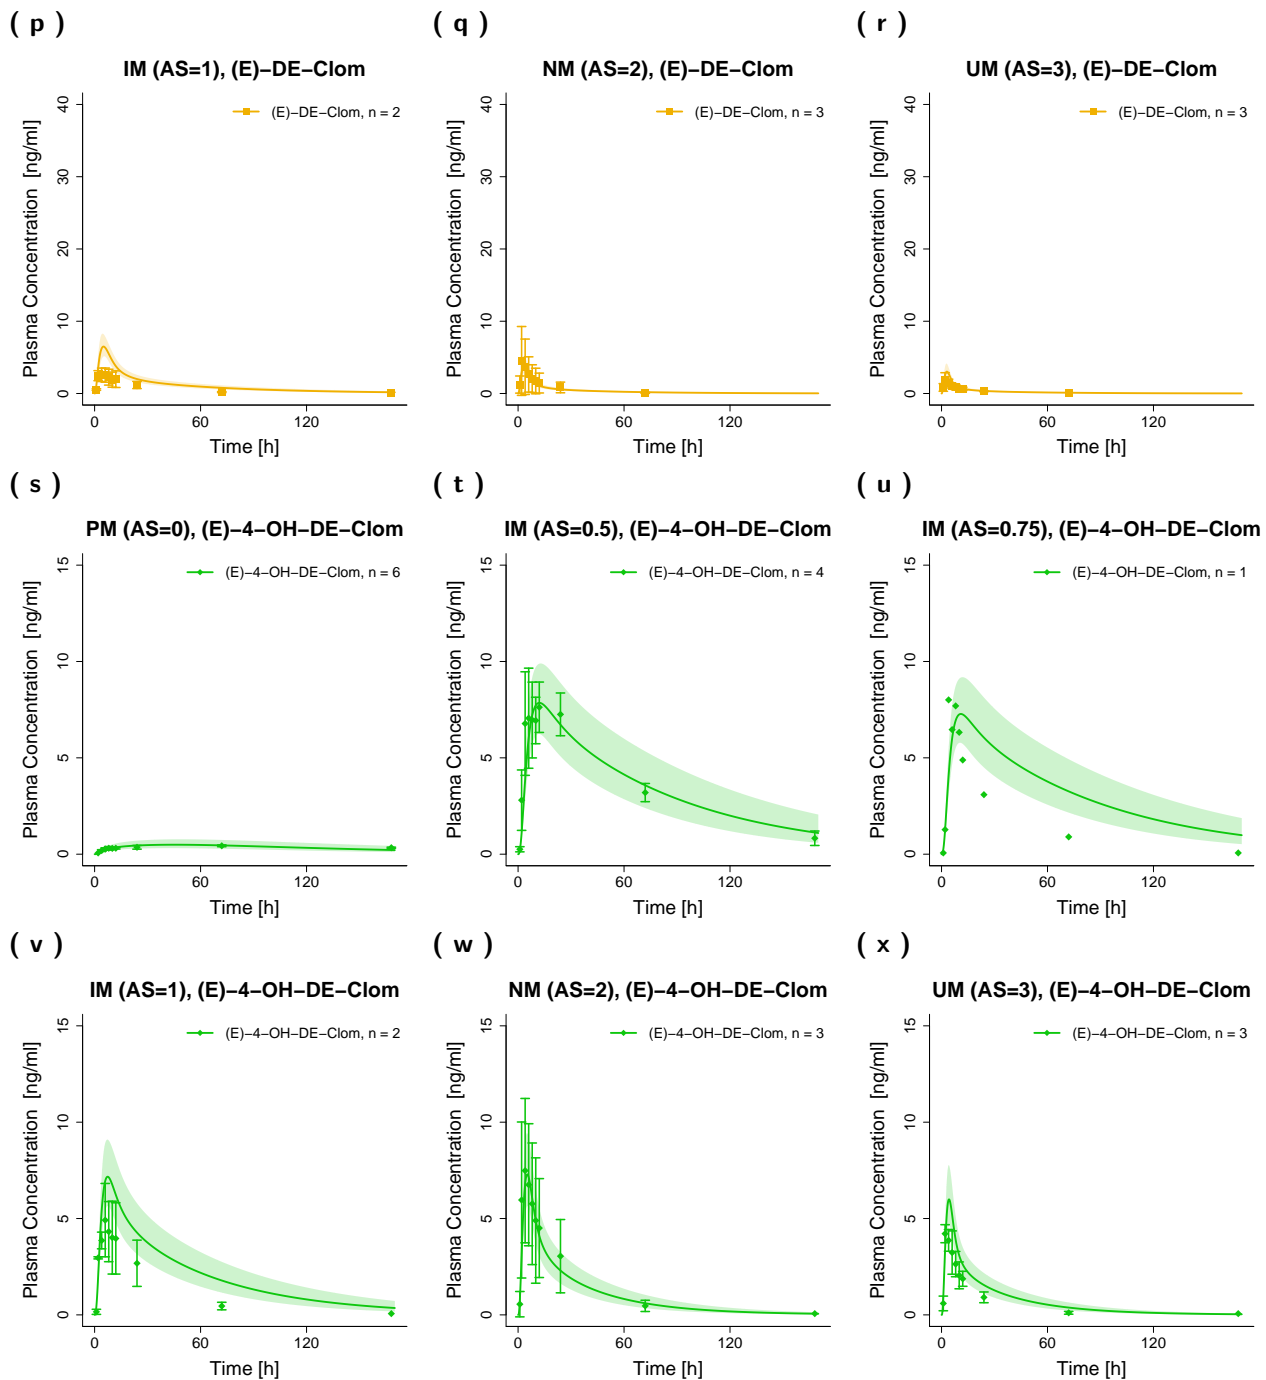 ( p )
( q )
( r )
IM (AS=1), (E)−DE−Clom
NM (AS=2), (E)−DE−Clom
UM (AS=3), (E)−DE−Clom
(E)−DE−Clom, n = 2
(E)−DE−Clom, n = 3
(E)−DE−Clom, n = 3
Plasma Concentration [ng/ml]
0 10 20 30 40
Plasma Concentration [ng/ml]
0 10 20 30 40
Plasma Concentration [ng/ml]
0 10 20 30 40
0 60 120
0 60 120
0 60 120
Time [h]
Time [h]
Time [h]
( s )
( t )
( u )
PM (AS=0), (E)−4−OH−DE−Clom
IM (AS=0.5), (E)−4−OH−DE−Clom
IM (AS=0.75), (E)−4−OH−DE−Clom
(E)−4−OH−DE−Clom, n = 6
(E)−4−OH−DE−Clom, n = 4
(E)−4−OH−DE−Clom, n = 1
Plasma Concentration [ng/ml]
0 5 10 15
Plasma Concentration [ng/ml]
0 5 10 15
Plasma Concentration [ng/ml]
0 5 10 15
0 60 120
0 60 120
0 60 120
Time [h]
Time [h]
Time [h]
( v )
( w )
( x )
IM (AS=1), (E)−4−OH−DE−Clom
NM (AS=2), (E)−4−OH−DE−Clom
UM (AS=3), (E)−4−OH−DE−Clom
(E)−4−OH−DE−Clom, n = 2
(E)−4−OH−DE−Clom, n = 3
(E)−4−OH−DE−Clom, n = 3
Plasma Concentration [ng/ml]
0 5 10 15
Plasma Concentration [ng/ml]
0 5 10 15
Plasma Concentration [ng/ml]
0 5 10 15
0 60 120
0 60 120
0 60 120
Time [h]
Time [h]
Time [h]